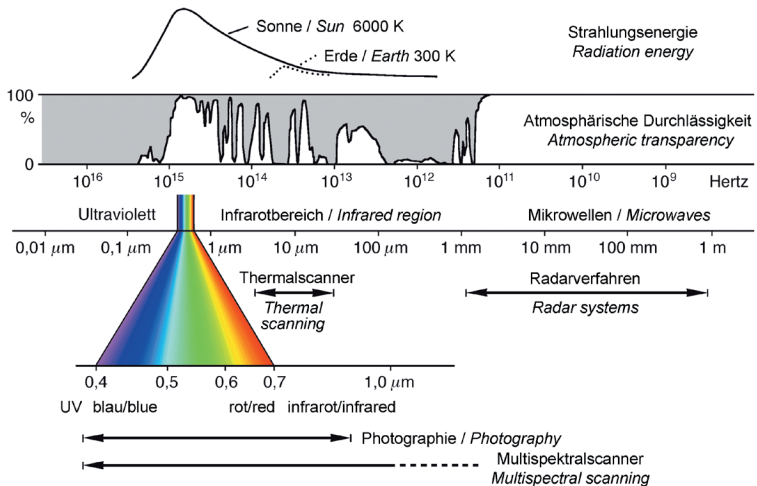 Sonne / Sun 6000 K
Erde / Earth 300 K
Strahlungsenergie
Radiation energy
100
%
0
Atmosphärische Durchlässigkeit
Atmospheric transparency
10¹⁶ 10¹⁵ 10¹⁴ 10¹³ 10¹² 10¹¹ 10¹⁰ 10⁹ Hertz
Ultraviolett Infrarotbereich / Infrared region Mikrowellen / Microwaves
0,01 µm 0,1 µm 1 µm 10 µm 100 µm 1 mm 10 mm 100 mm 1 m
Thermalscanner
Thermal
scanning
Radarverfahren
Radar systems
0,4 0,5 0,6 0,7 1,0 µm
UV blau/blue rot/red infrarot/infrared
Photographie / Photography
Multispektralscanner
Multispectral scanning